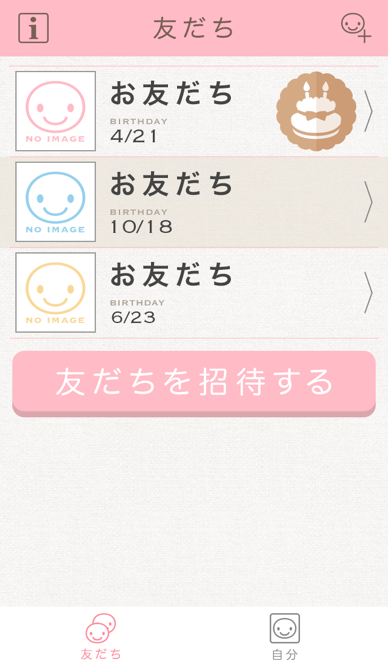 i
友だち
お友だち
BIRTHDAY
4/21
NO IMAGE
お友だち
BIRTHDAY
10/18
NO IMAGE
お友だち
BIRTHDAY
6/23
NO IMAGE
友だちを招待する
友だち
自分